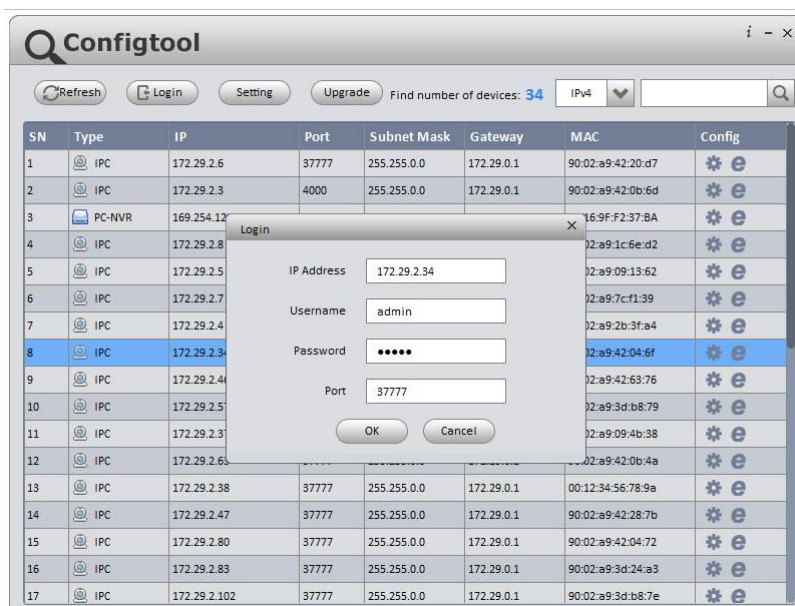 Configtool
Refresh Login Setting Upgrade Find number of devices: 34 IPv4
SN Type IP Port Subnet Mask Gateway MAC Config
1 IPC 172.29.2.6 37777 255.255.0.0 172.29.0.1 90:02:a9:42:20:d7
2 IPC 172.29.2.3 4000 255.255.0.0 172.29.0.1 90:02:a9:42:0b:6d
3 PC-NVR 16:9F:F2:37:BA
4 IPC 172.29.2.8 02:a9:1c:6e:d2
5 IPC 172.29.2.5 02:a9:09:13:62
6 IPC 172.29.2.7 02:a9:7c:f1:39
7 IPC 172.29.2.4 02:a9:2b:3f:a4
8 IPC 02:a9:42:04:6f
9 IPC 02:a9:42:63:76
10 IPC 02:a9:3d:b8:79
11 IPC 02:a9:09:4b:38
12 IPC 02:a9:42:0b:4a
13 IPC 172.29.2.38 37777 255.255.0.0 172.29.0.1 00:12:34:56:78:9a
14 IPC 172.29.2.47 37777 255.255.0.0 172.29.0.1 90:02:a9:42:28:7b
15 IPC 172.29.2.80 37777 255.255.0.0 172.29.0.1 90:02:a9:42:04:72
16 IPC 172.29.2.83 37777 255.255.0.0 172.29.0.1 90:02:a9:3d:24:a3
17 IPC 172.29.2.102 37777 255.255.0.0 172.29.0.1 90:02:a9:3d:b8:7e
Login
IP Address 172.29.2.34
Username admin
Password •••••
Port 37777
OK Cancel